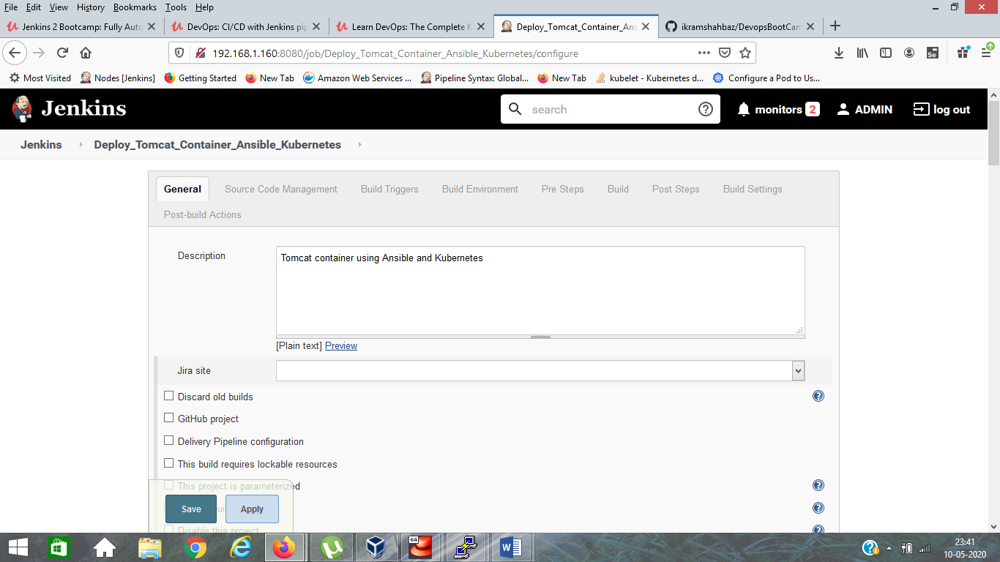 File Edit View History Bookmarks Tools Help
Jenkins 2 Bootcamp: Fully Auto
DevOps: CI/CD with Jenkins pip
Learn DevOps: The Complete K
Deploy_Tomcat_Container_Ans
ikramshahbaz/DevopsBootCam
192.168.1.160:8080/job/Deploy_Tomcat_Container_Ansible_Kubernetes/configure
Most Visited Nodes [Jenkins] Getting Started New Tab Amazon Web Services ... Pipeline Syntax: Global... New Tab kubelet - Kubernetes d... Configure a Pod to Us...
Jenkins search monitors 2 ADMIN log out
Jenkins Deploy_Tomcat_Container_Ansible_Kubernetes
General Source Code Management Build Triggers Build Environment Pre Steps Build Post Steps Build Settings
Post-build Actions
Description
Tomcat container using Ansible and Kubernetes
[Plain text] Preview
Jira site
Discard old builds
GitHub project
Delivery Pipeline configuration
This build requires lockable resources
This project is parameterized
Save Apply
Disable this project
64
23:41
10-05-2020